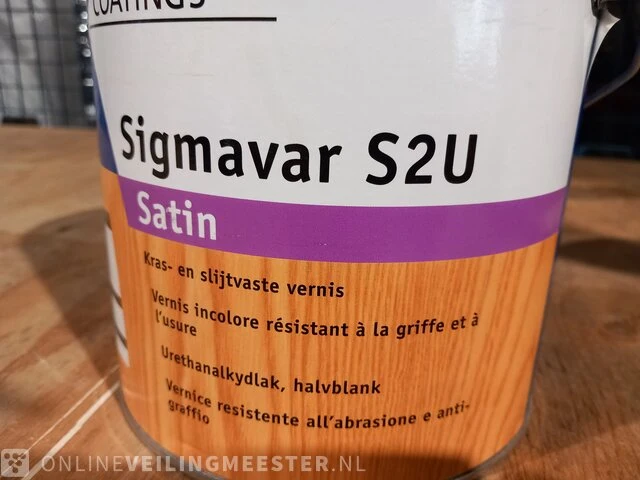 COATINGS
Sigmavar S2U
Satin
Kras- en slijtvaste vernis
Vernis incolore résistant à la griffe et à
l'usure
Urethanalkydlak, halvblank
Vernice resistente all'abrasione e anti-
graffio
ONLINEVEILINGMEESTER.NL